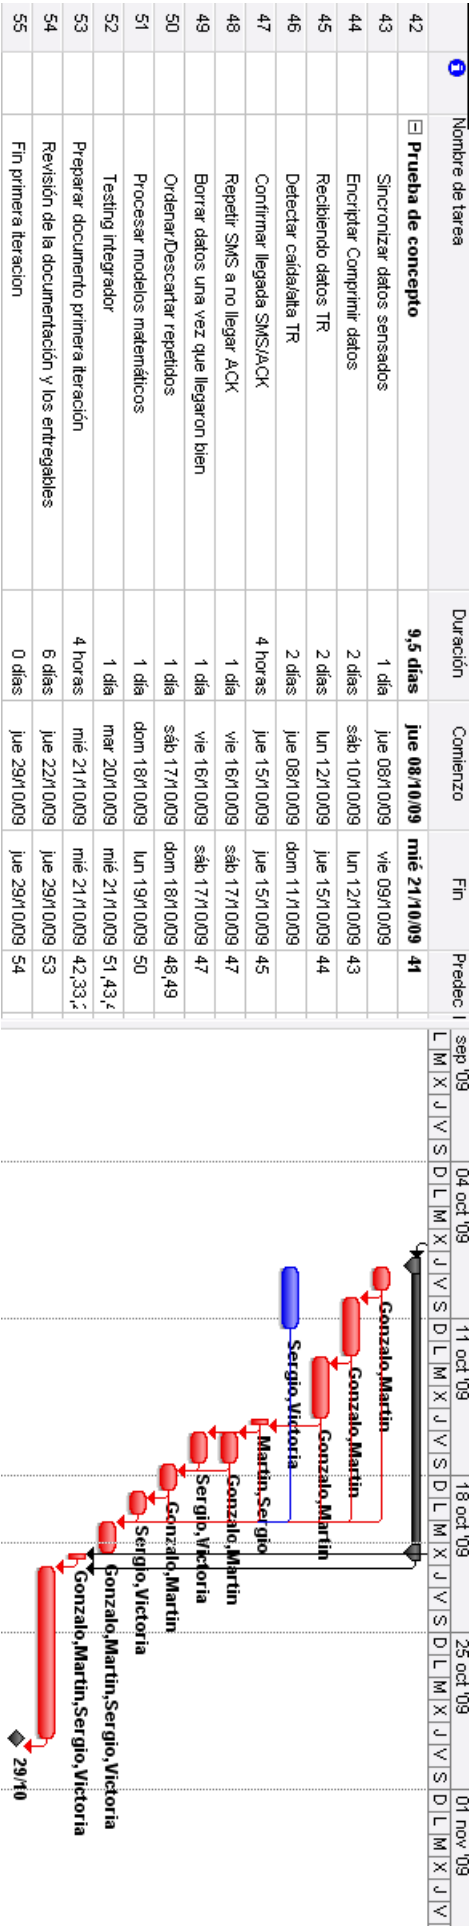 Nombre de tarea Duración Comienzo Fin Predec
42 Prueba de concepto 9,5 días jue 08/10/09 mié 21/10/09 41
43 Sincronizar datos sensados 1 día jue 08/10/09 vie 09/10/09
44 Encriptar Comprimir datos 2 días sáb 10/10/09 lun 12/10/09 43
45 Recibiendo datos TR 2 días lun 12/10/09 jue 15/10/09 44
46 Detectar caída/alta TR 2 días jue 08/10/09 dom 11/10/09
47 Confirmar llegada SMS/ACK 4 horas jue 15/10/09 jue 15/10/09 45
48 Repetir SMS a no llegar ACK 1 día vie 16/10/09 sáb 17/10/09 47
49 Borrar datos una vez que llegaron bien 1 día vie 16/10/09 sáb 17/10/09 47
50 Ordenar/Descartar repetidos 1 día sáb 17/10/09 dom 18/10/09 48,49
51 Procesar modelos matemáticos 1 día dom 18/10/09 lun 19/10/09 50
52 Testing integrador 1 día mar 20/10/09 mié 21/10/09 51,43,
53 Preparar documento primera iteración 4 horas mié 21/10/09 mié 21/10/09 42,33,
54 Revisión de la documentación y los entregables 6 días jue 22/10/09 jue 29/10/09 53
55 Fin primera iteracion 0 días jue 29/10/09 jue 29/10/09 54
sep '09 04 oct '09 11 oct '09 18 oct '09 25 oct '09 01 nov '09
L M X J V S D L M X J V S D L M X J V S D L M X J V S D L M X J V S D L M X J V
Gonzalo,Martin
Gonzalo,Martin
Gonzalo,Martin
Sergio,Victoria
Martin,Sergio
Gonzalo,Martin
Sergio,Victoria
Gonzalo,Martin
Sergio,Victoria
Gonzalo,Martin,Sergio,Victoria
Gonzalo,Martin,Sergio,Victoria
29/10